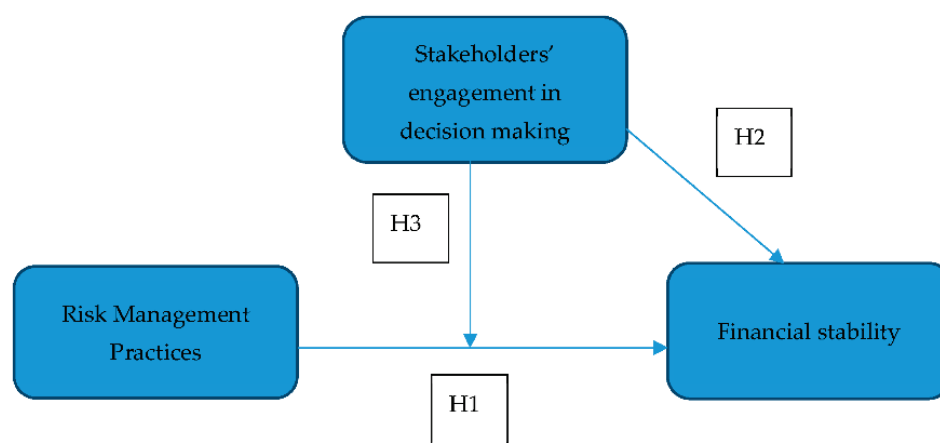 Stakeholders’
engagement in
decision making
H2
H3
Risk Management
Practices
Financial stability
H1